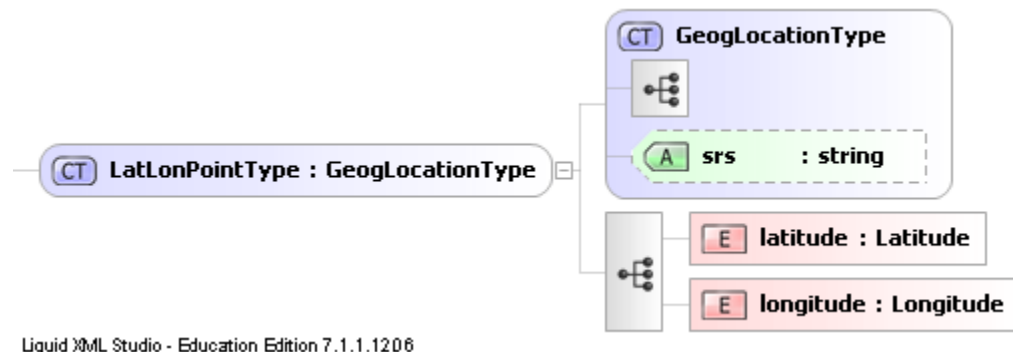 CT GeogLocationType
A srs : string
CT LatLonPointType : GeogLocationType
E latitude : Latitude
E longitude : Longitude
Liquid XML Studio - Education Edition 7.1.1.1206